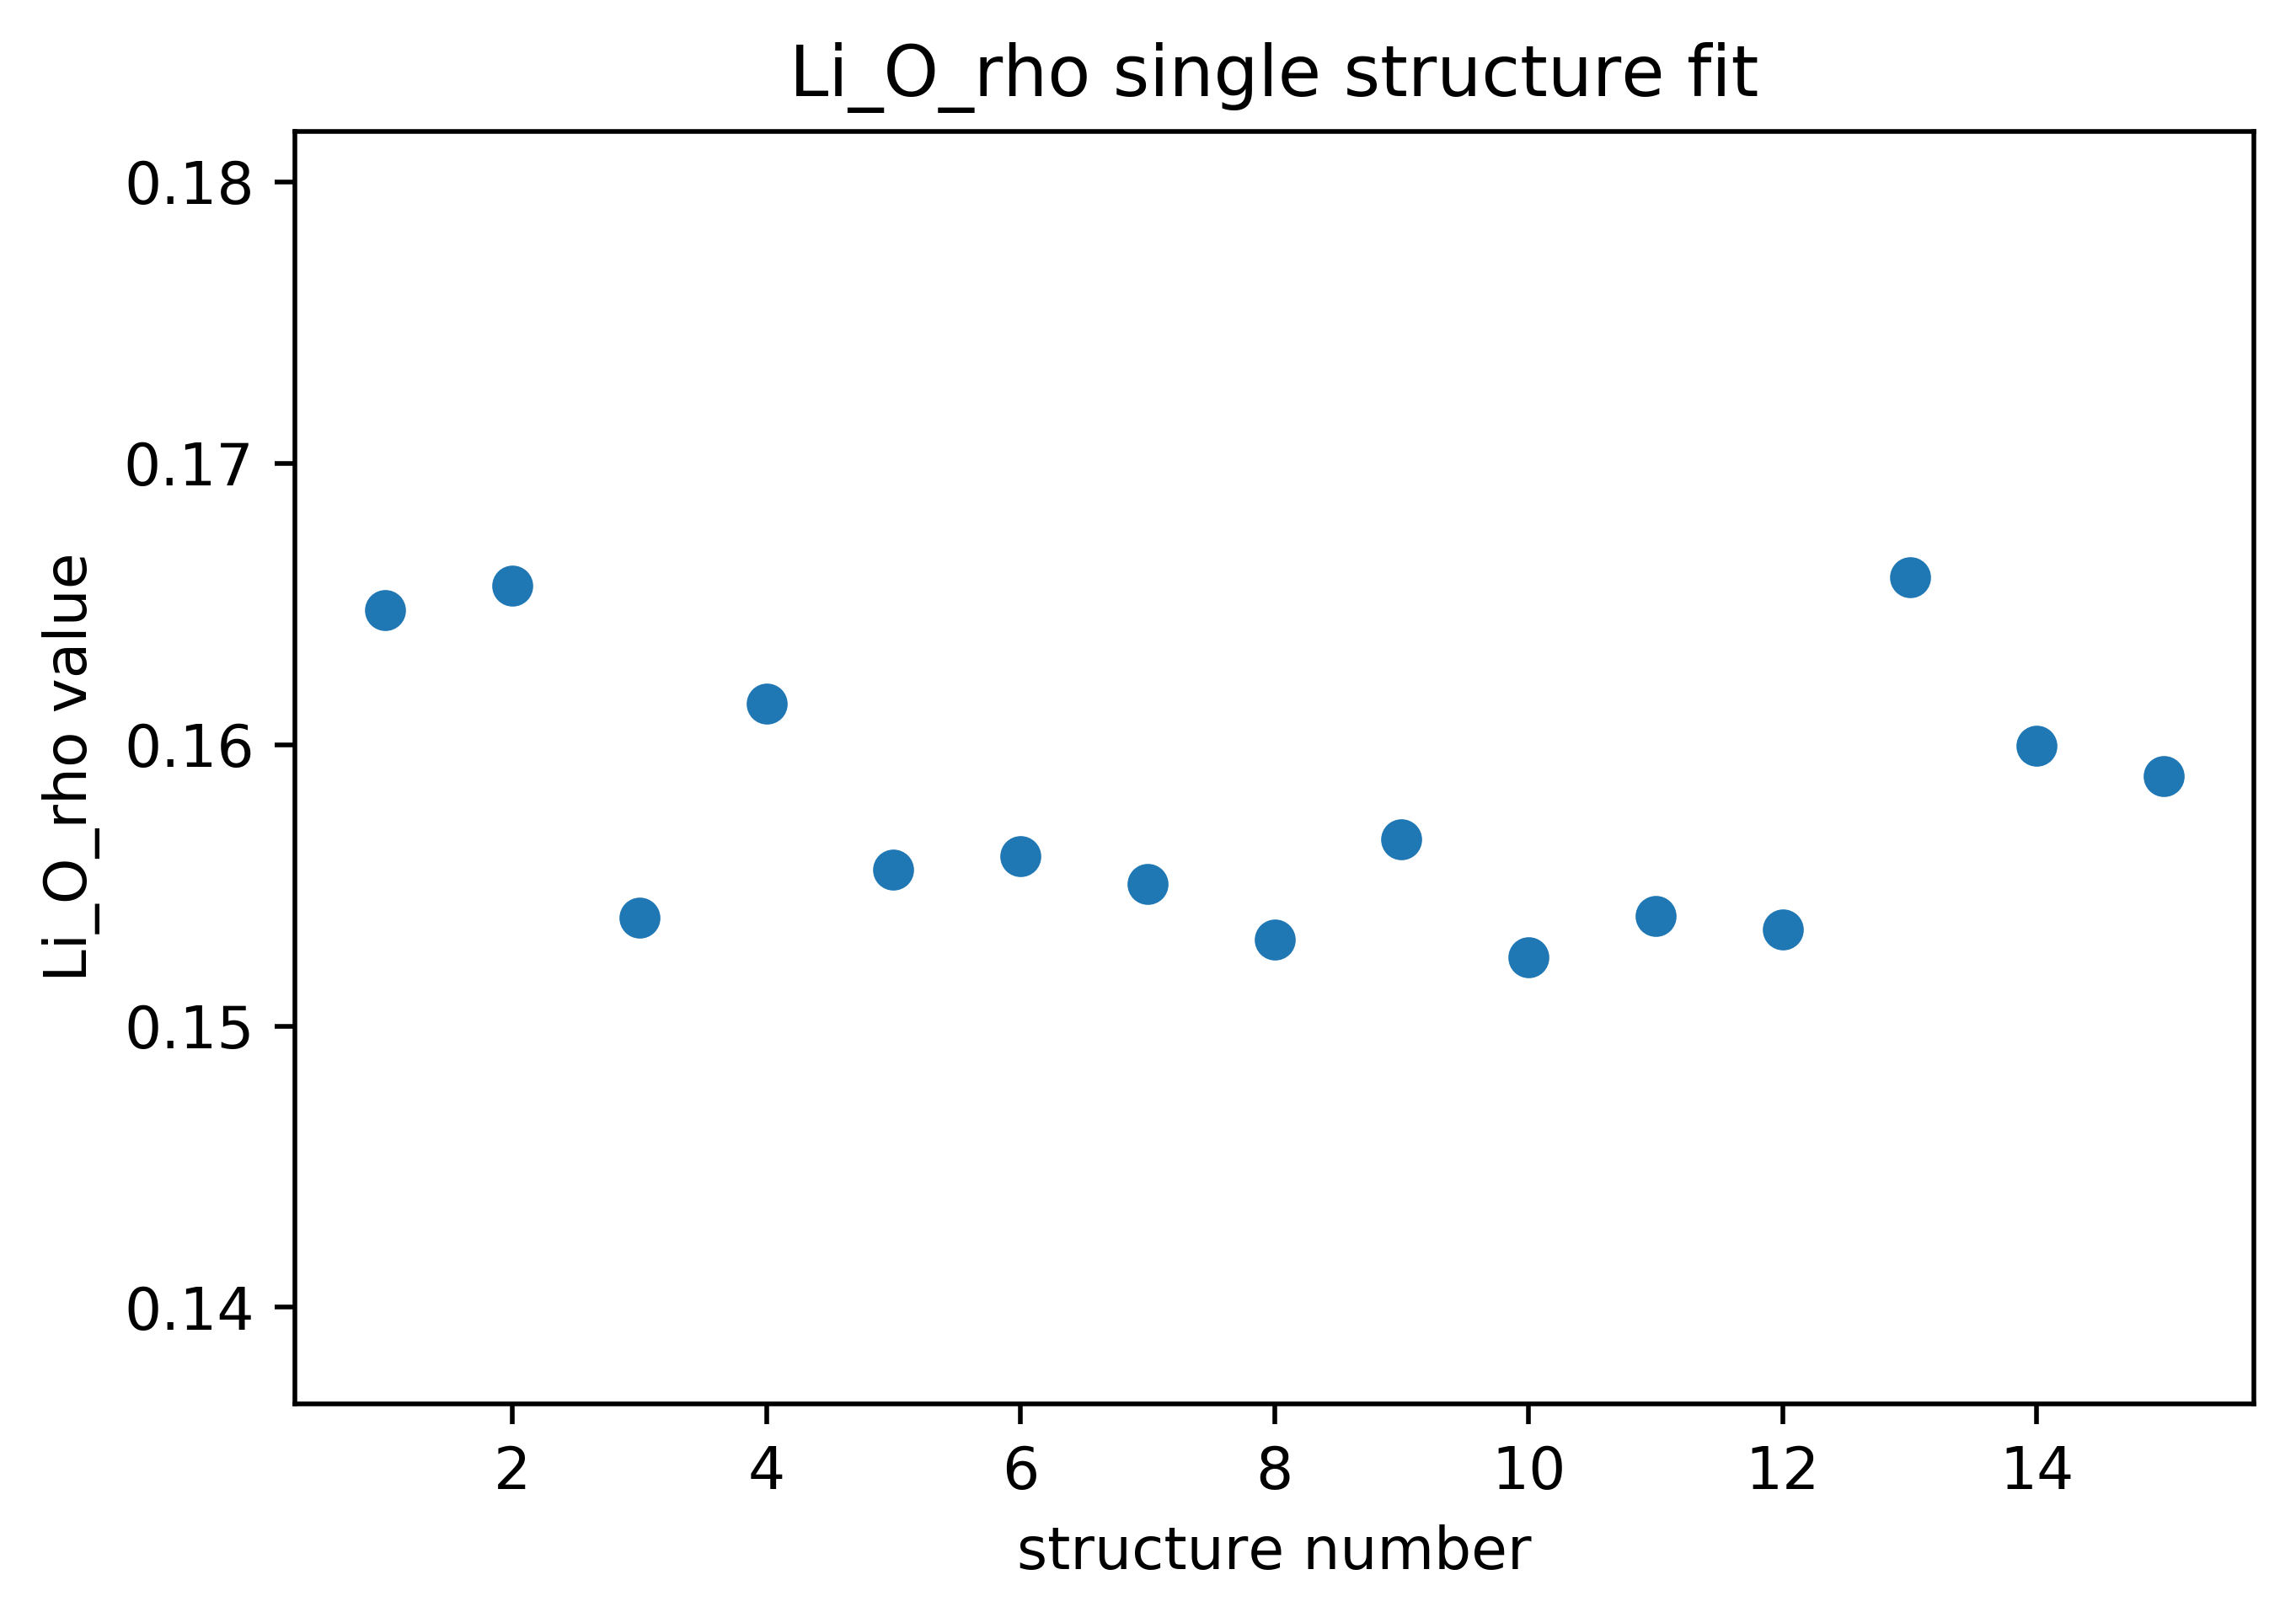 Li_O_rho single structure fit
Li_O_rho value
0.18
0.17
0.16
0.15
0.14
2 4 6 8 10 12 14
structure number